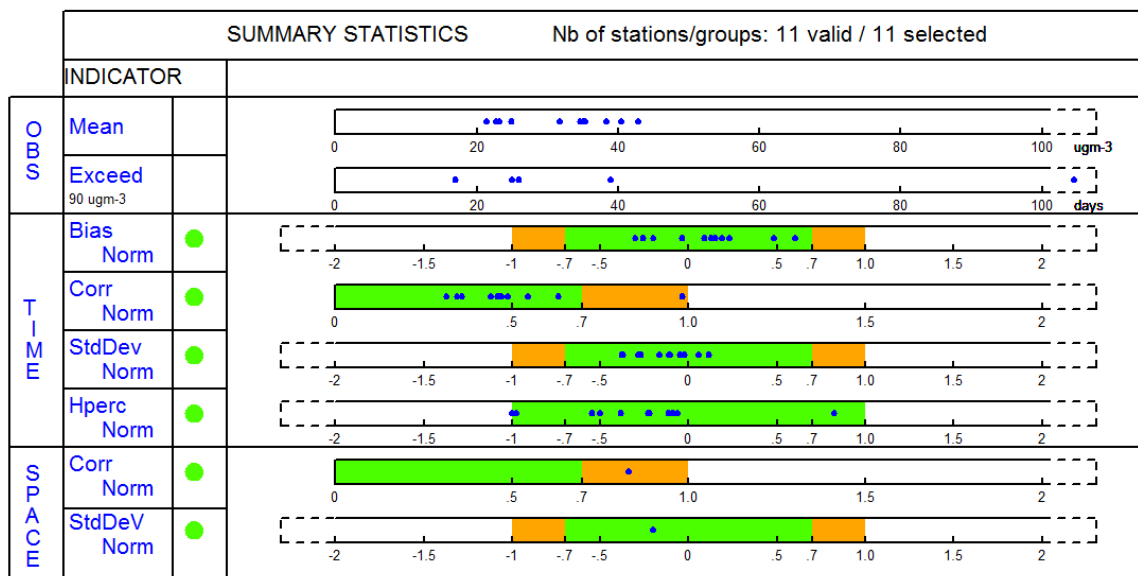 SUMMARY STATISTICS Nb of stations/groups: 11 valid / 11 selected
INDICATOR
OBS
Mean
0 20 40 60 80 100 ugm-3
Exceed
90 ugm-3
0 20 40 60 80 100 days
TIME
Bias
Norm
-2 -1.5 -1 -.7 -.5 0 .5 .7 1.0 1.5 2
Corr
Norm
0 .5 .7 1.0 1.5 2
StdDev
Norm
-2 -1.5 -1 -.7 -.5 0 .5 .7 1.0 1.5 2
Hperc
Norm
-2 -1.5 -1 -.7 -.5 0 .5 .7 1.0 1.5 2
SPACE
Corr
Norm
0 .5 .7 1.0 1.5 2
StdDeV
Norm
-2 -1.5 -1 -.7 -.5 0 .5 .7 1.0 1.5 2